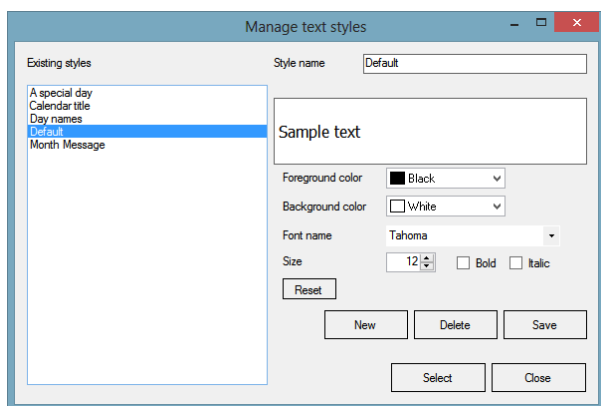 Manage text styles
Existing styles
A special day
Calendar title
Day names
Default
Month Message
Style name Default
Sample text
Foreground color Black
Background color White
Font name Tahoma
Size 12 Bold Italic
Reset
New Delete Save
Select Close